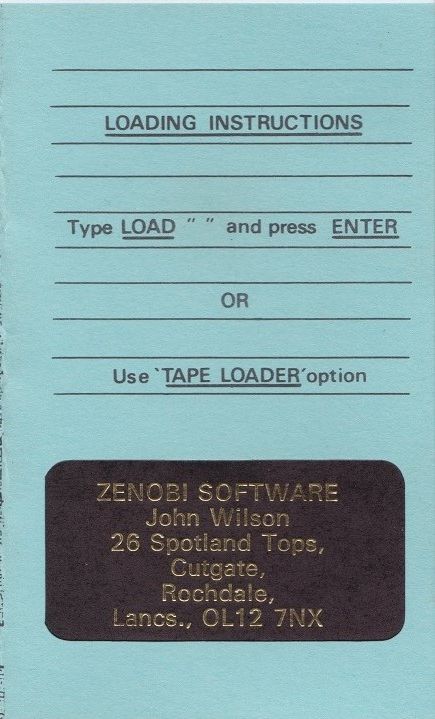 LOADING INSTRUCTIONS
Type LOAD " " and press ENTER
OR
Use 'TAPE LOADER' option
ZENOBI SOFTWARE
John Wilson
26 Spotland Tops,
Cutgate,
Rochdale,
Lancs., OL12 7NX